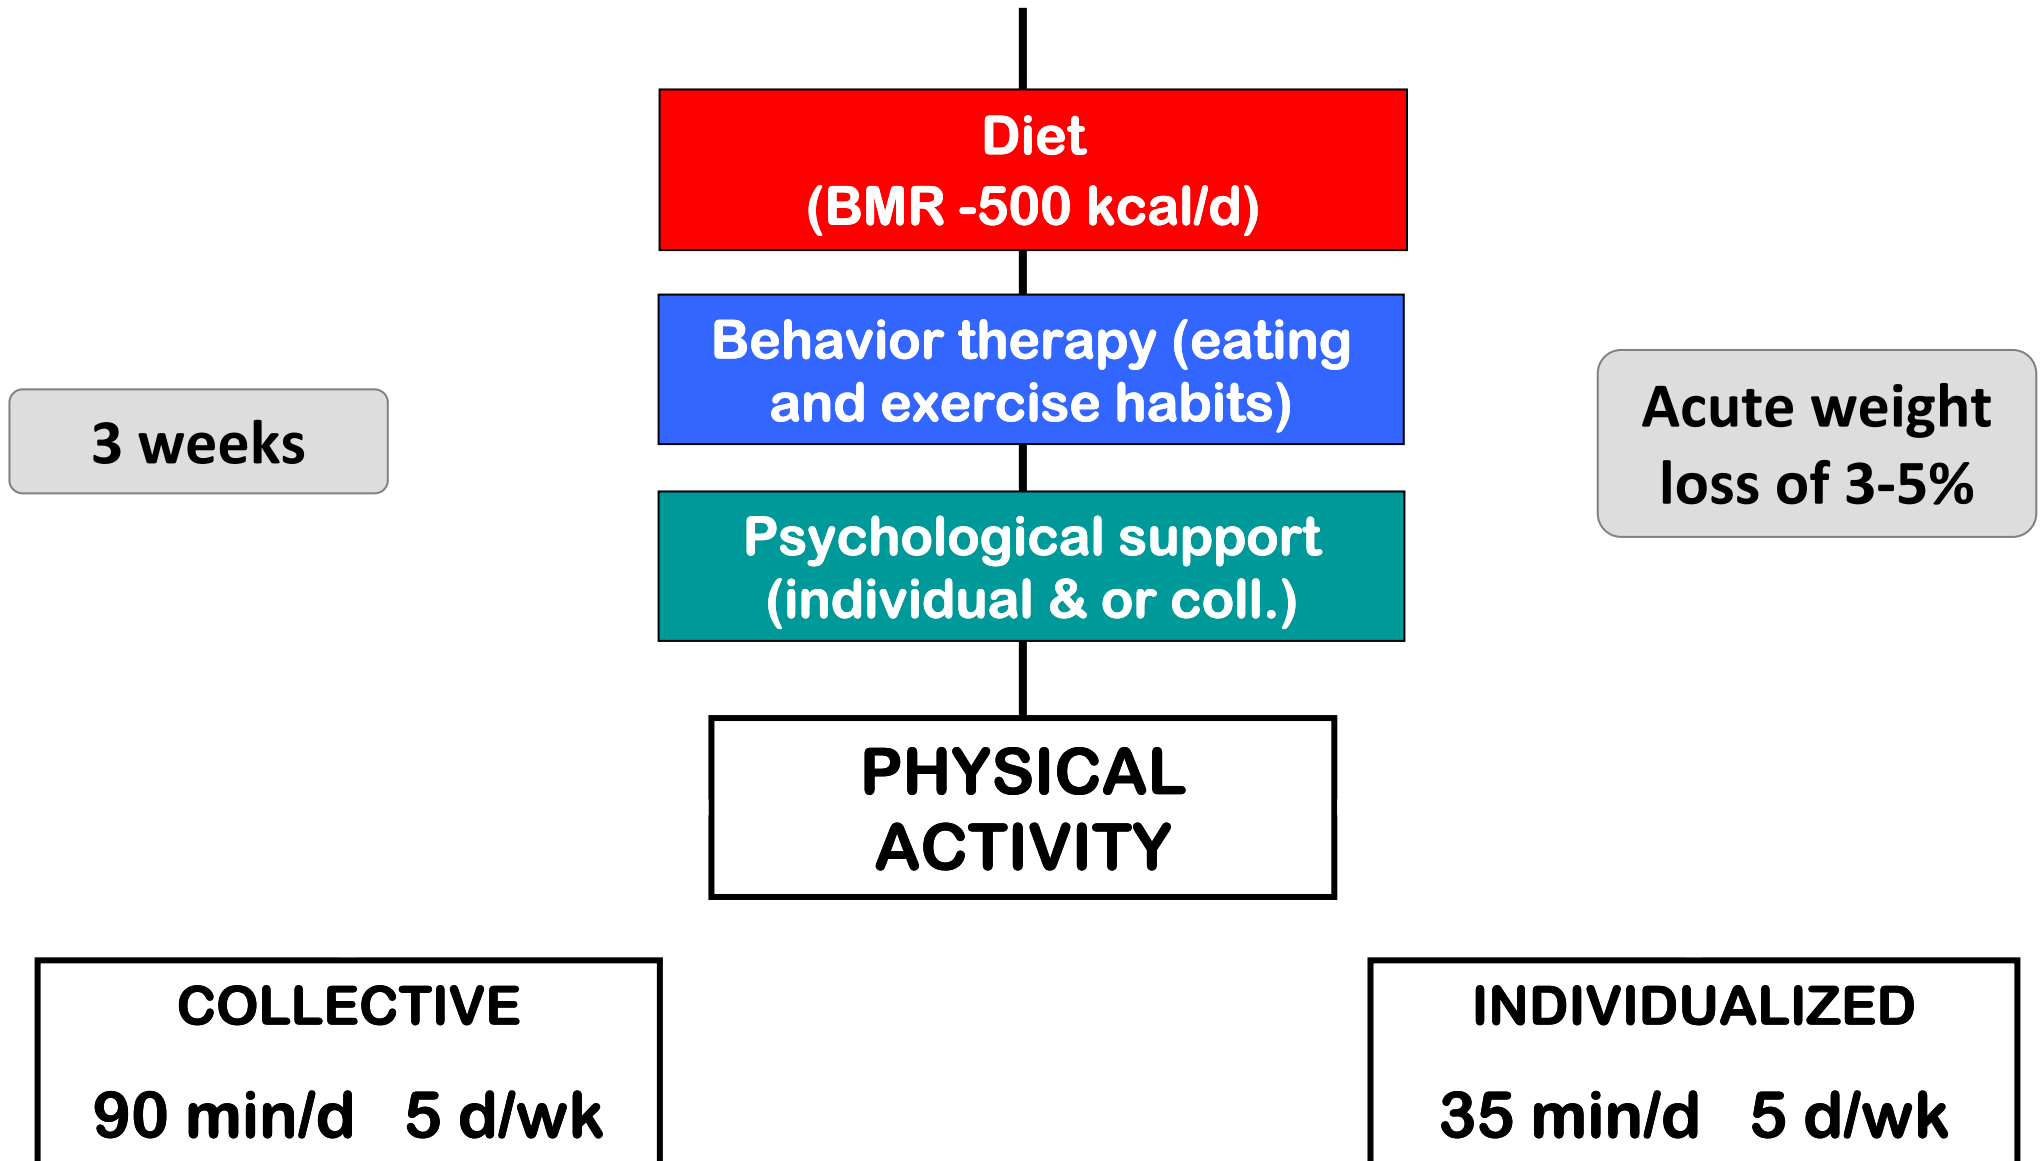 Diet
(BMR -500 kcal/d)
Behavior therapy (eating
and exercise habits)
3 weeks
Acute weight
loss of 3-5%
Psychological support
(individual & or coll.)
PHYSICAL
ACTIVITY
COLLECTIVE
90 min/d 5 d/wk
INDIVIDUALIZED
35 min/d 5 d/wk